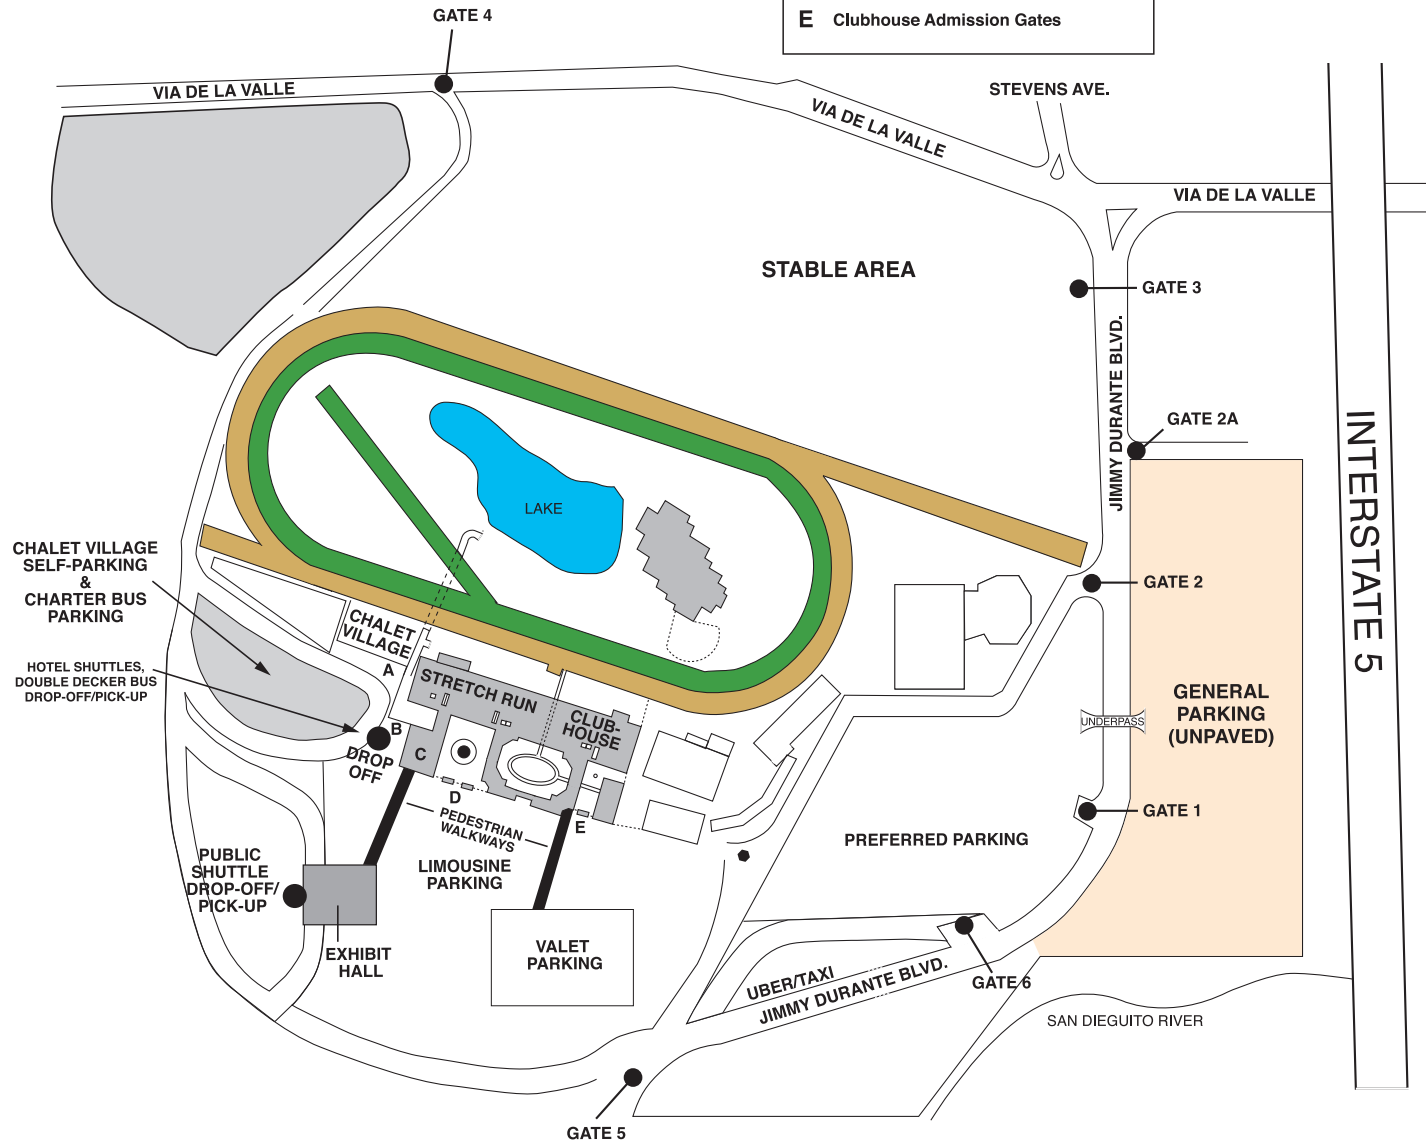 GATE 4
E Clubhouse Admission Gates
VIA DE LA VALLE
VIA DE LA VALLE
STEVENS AVE.
VIA DE LA VALLE
STABLE AREA
GATE 3
JIMMY DURANTE BLVD.
GATE 2A
INTERSTATE 5
LAKE
CHALET VILLAGE
SELF-PARKING
&
CHARTER BUS
PARKING
GATE 2
CHALET
VILLAGE
A
HOTEL SHUTTLES,
DOUBLE DECKER BUS
DROP-OFF/PICK-UP
STRETCH RUN
CLUB-
HOUSE
GENERAL
PARKING
(UNPAVED)
UNDERPASS
B
C
DROP
OFF
D
E
PEDESTRIAN
WALKWAYS
GATE 1
PREFERRED PARKING
PUBLIC
SHUTTLE
DROP-OFF/
PICK-UP
LIMOUSINE
PARKING
EXHIBIT
HALL
VALET
PARKING
UBER/TAXI
JIMMY DURANTE BLVD.
GATE 6
SAN DIEGUITO RIVER
GATE 5